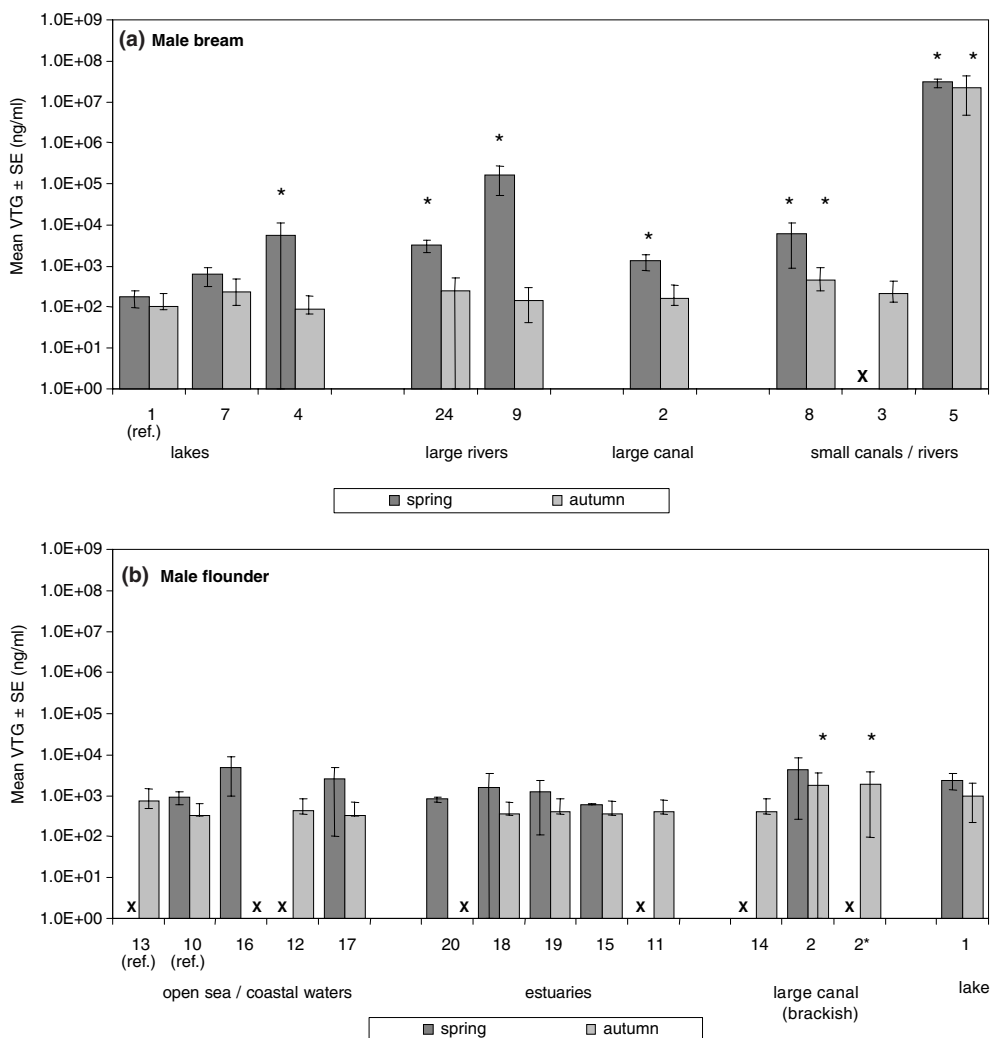 (a) Male bream
Mean VTG ± SE (ng/ml)
1.0E+09
1.0E+08
1.0E+07
1.0E+06
1.0E+05
1.0E+04
1.0E+03
1.0E+02
1.0E+01
1.0E+00
* * * * * * * *
x
1 7 4 24 9 2 8 3 5
(ref.)
lakes large rivers large canal small canals / rivers
spring autumn
(b) Male flounder
Mean VTG ± SE (ng/ml)
1.0E+09
1.0E+08
1.0E+07
1.0E+06
1.0E+05
1.0E+04
1.0E+03
1.0E+02
1.0E+01
1.0E+00
* *
x x x x x x x
13 10 16 12 17 20 18 19 15 11 14 2 2* 1
(ref.) (ref.)
open sea / coastal waters estuaries large canal lake
(brackish)
spring autumn